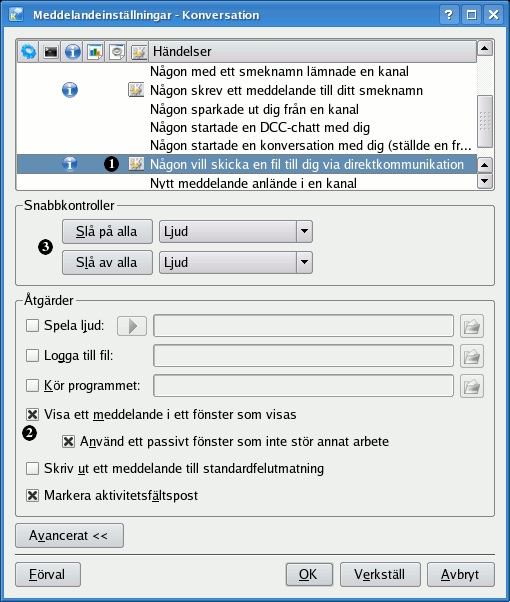 Meddelandeinställningar - Konversation
Händelser
Någon med ett smeknamn lämnade en kanal
Någon skrev ett meddelande till ditt smeknamn
Någon sparkade ut dig från en kanal
Någon startade en DCC-chatt med dig
Någon startade en konversation med dig (ställde en fr...
1 Någon vill skicka en fil till dig via direktkommunikation
Nytt meddelande anlände i en kanal
Snabbkontroller
Slå på alla Ljud
3
Slå av alla Ljud
Åtgärder
Spela ljud:
Logga till fil:
Kör programmet:
Visa ett meddelande i ett fönster som visas
2
Använd ett passivt fönster som inte stör annat arbete
Skriv ut ett meddelande till standardfelutmatning
Markera aktivitetsfältspost
Avancerat <<
Förval OK Verkställ Avbryt